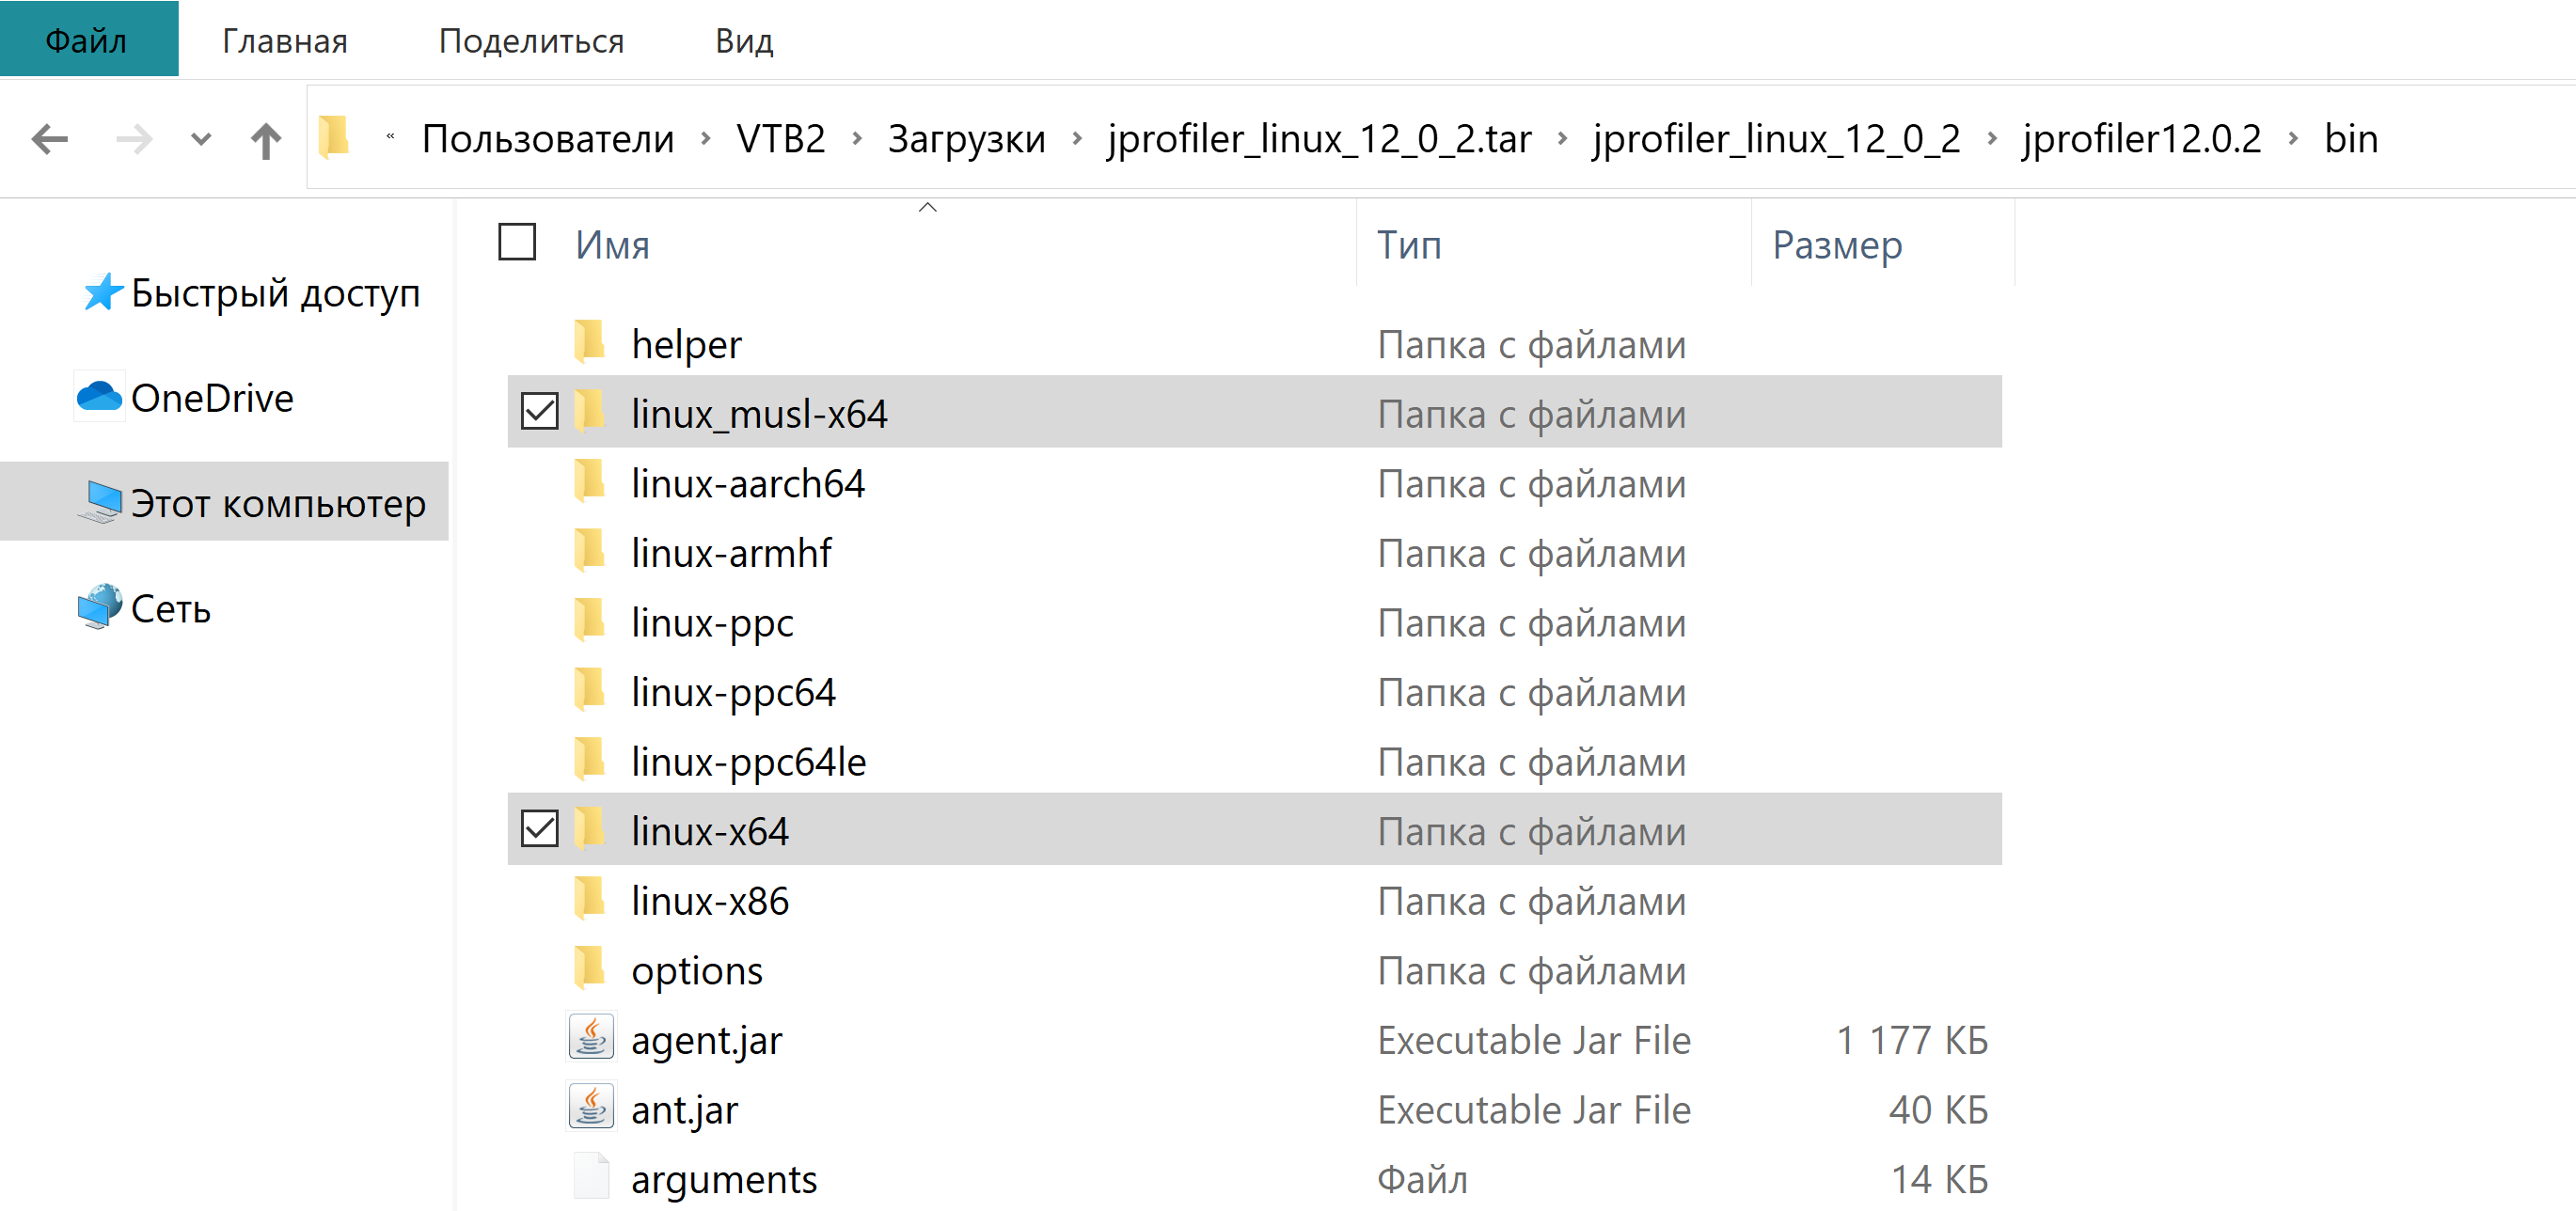 Файл Главная Поделиться Вид
« Пользователи › VTB2 › Загрузки › jprofiler_linux_12_0_2.tar › jprofiler_linux_12_0_2 › jprofiler12.0.2 › bin
Имя Тип Размер
Быстрый доступ
OneDrive
Этот компьютер
Сеть
helper Папка с файлами
linux_musl-x64 Папка с файлами
linux-aarch64 Папка с файлами
linux-armhf Папка с файлами
linux-ppc Папка с файлами
linux-ppc64 Папка с файлами
linux-ppc64le Папка с файлами
linux-x64 Папка с файлами
linux-x86 Папка с файлами
options Папка с файлами
agent.jar Executable Jar File 1 177 КБ
ant.jar Executable Jar File 40 КБ
arguments Файл 14 КБ